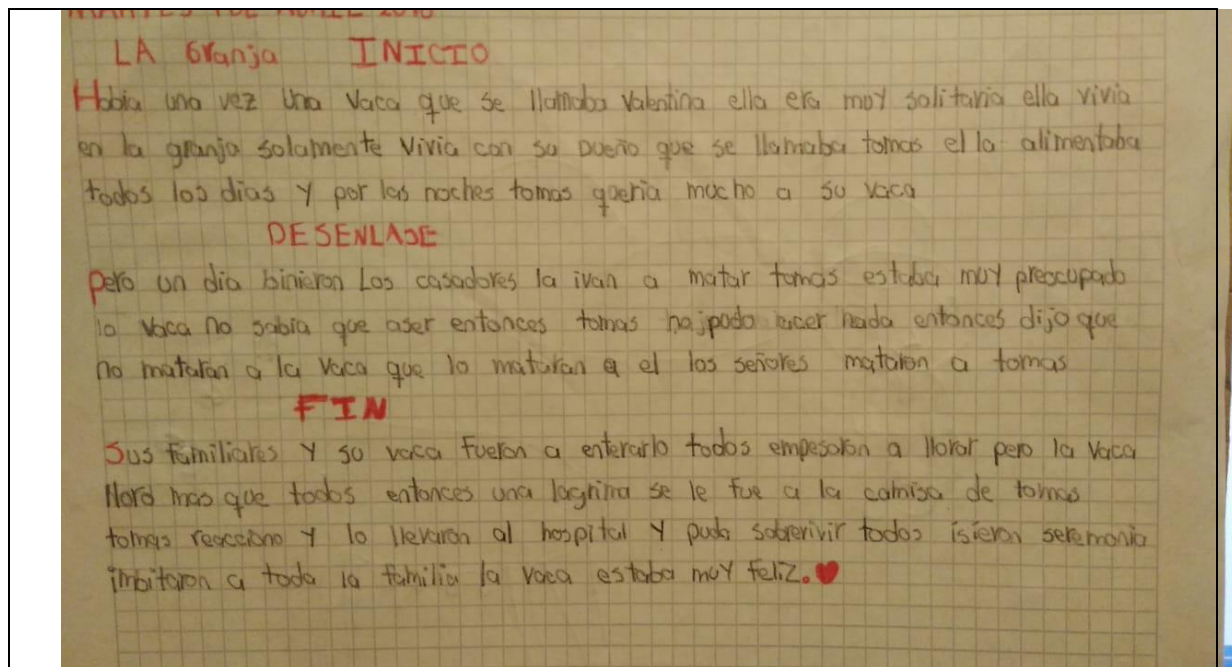 LA Granja INICIO
Habia una vez una Vaca que se llamaba Valentina ella era muy solitaria ella vivia
en la granja solamente Vivia con su Dueño que se llamaba tomas el la alimentaba
todos los dias y por las noches tomas queria mucho a su vaca
DESENLASE
Pero un dia binieron Los casadores la ivan a matar tomas estaba muy preocupado
la Vaca no sabia que aser entonces tomas no pudo acer nada entonces dijo que
no mataran a la Vaca que lo mataran a el los señores mataron a tomas
FIN
Sus familiares y su vaca fueron a enterarlo todos empesaron a llorar pero la Vaca
lloro mas que todos entonces una lagrima se le fue a la camisa de tomas
tomas reacciono y lo llevaron al hospital y pudo sobrevivir todos isieron seremonia
imbitaron a toda la familia la vaca estaba muy feliz.